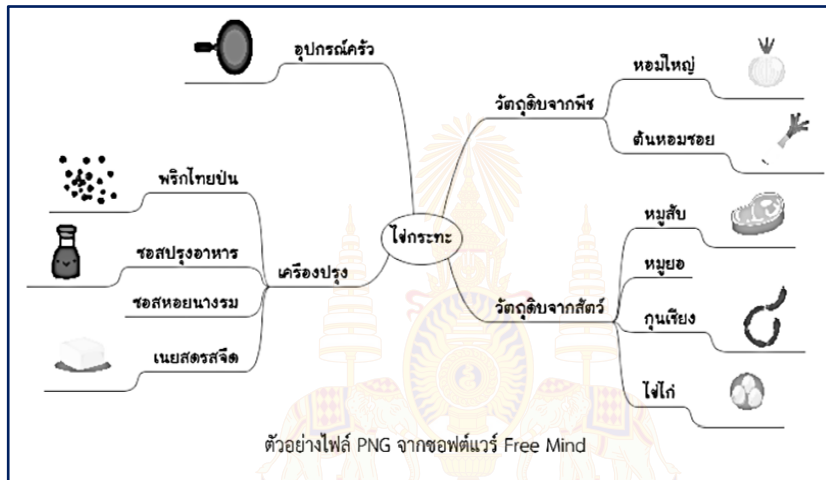 อุปกรณ์ครัว
หอมใหญ่
วัตถุดิบจากพืช
ต้นหอมซอย
พริกไทยป่น
ไข่กระทะ
หมูสับ
ซอสปรุงอาหาร
เครื่องปรุง
หมูยอ
ซอสหอยนางรม
วัตถุดิบจากสัตว์
กุนเชียง
เนยสดรสจืด
ไข่ไก่
ตัวอย่างไฟล์ PNG จากซอฟต์แวร์ Free Mind